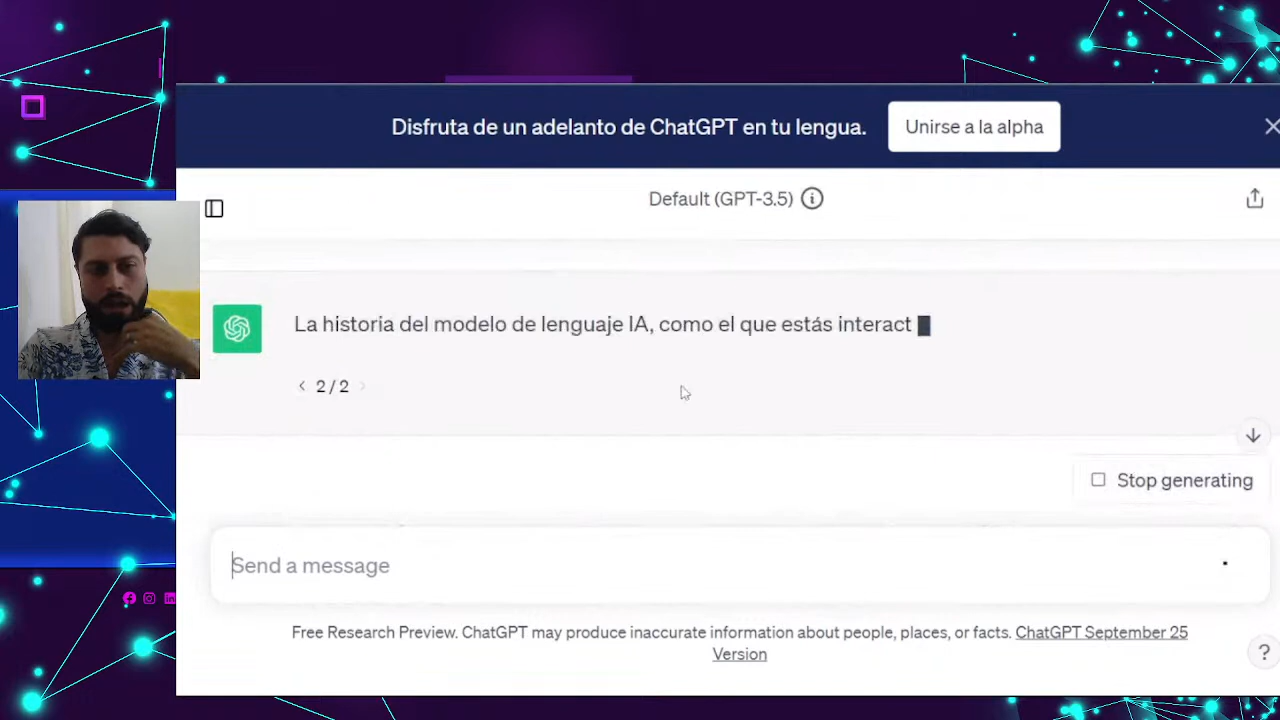 Disfruta de un adelanto de ChatGPT en tu lengua.
Unirse a la alpha
Default (GPT-3.5)
La historia del modelo de lenguaje IA, como el que estás interact
2 / 2
Stop generating
Send a message
Free Research Preview. ChatGPT may produce inaccurate information about people, places, or facts. ChatGPT September 25
Version
?